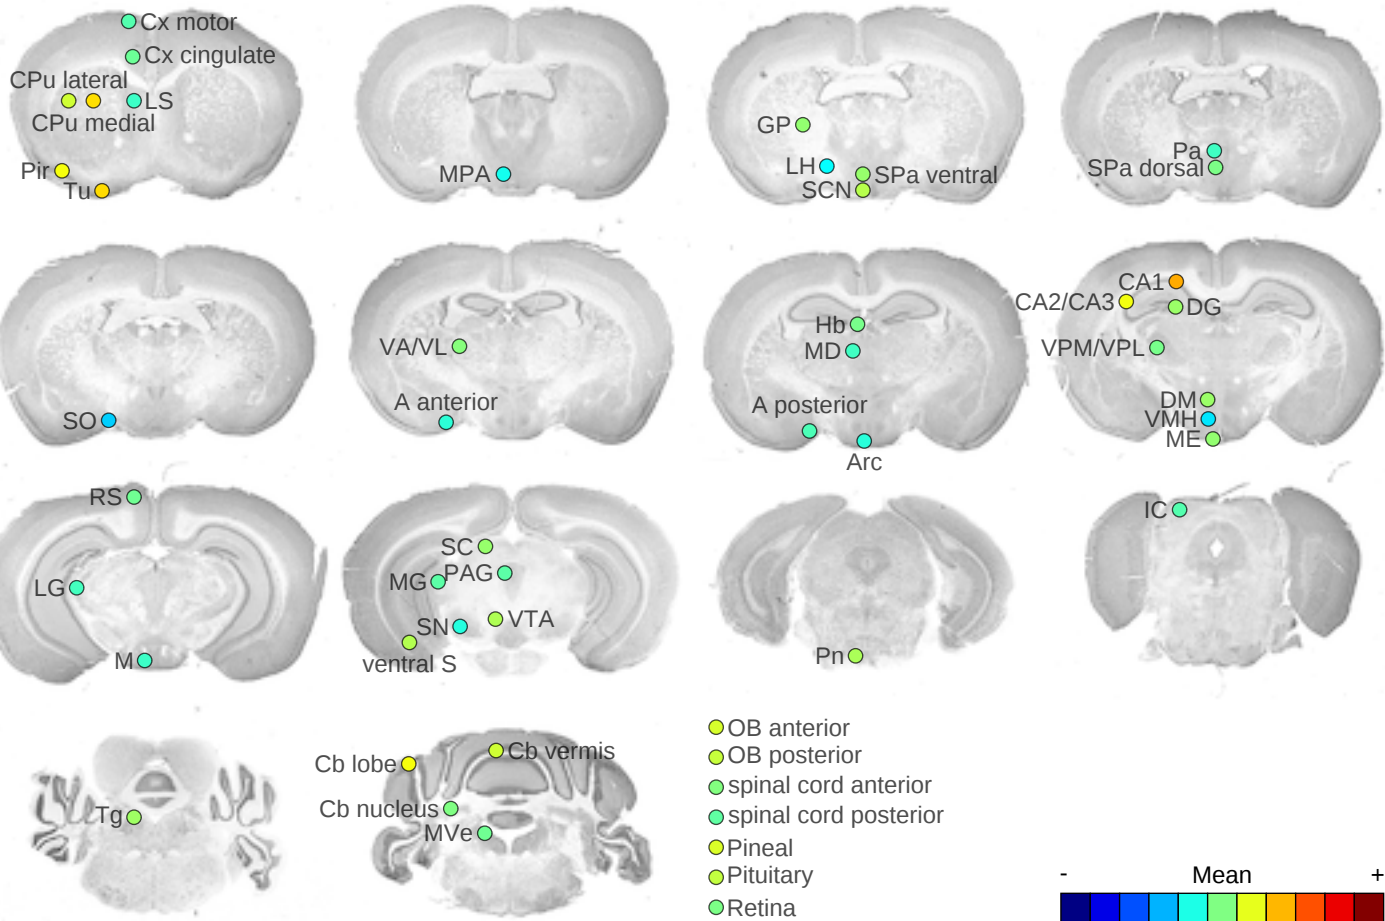 Cx motor
Cx cingulate
CPu lateral
LS
CPu medial
Pir
Tu
MPA
GP
LH
SPa ventral
SCN
Pa
SPa dorsal
SO
VA/VL
A anterior
Hb
MD
A posterior
Arc
CA1
CA2/CA3
DG
VPM/VPL
DM
VMH
ME
RS
LG
M
SC
MG
PAG
SN
VTA
ventral S
Pn
IC
Tg
Cb lobe
Cb vermis
Cb nucleus
MVe
OB anterior
OB posterior
spinal cord anterior
spinal cord posterior
Pineal
Pituitary
Retina
- Mean +